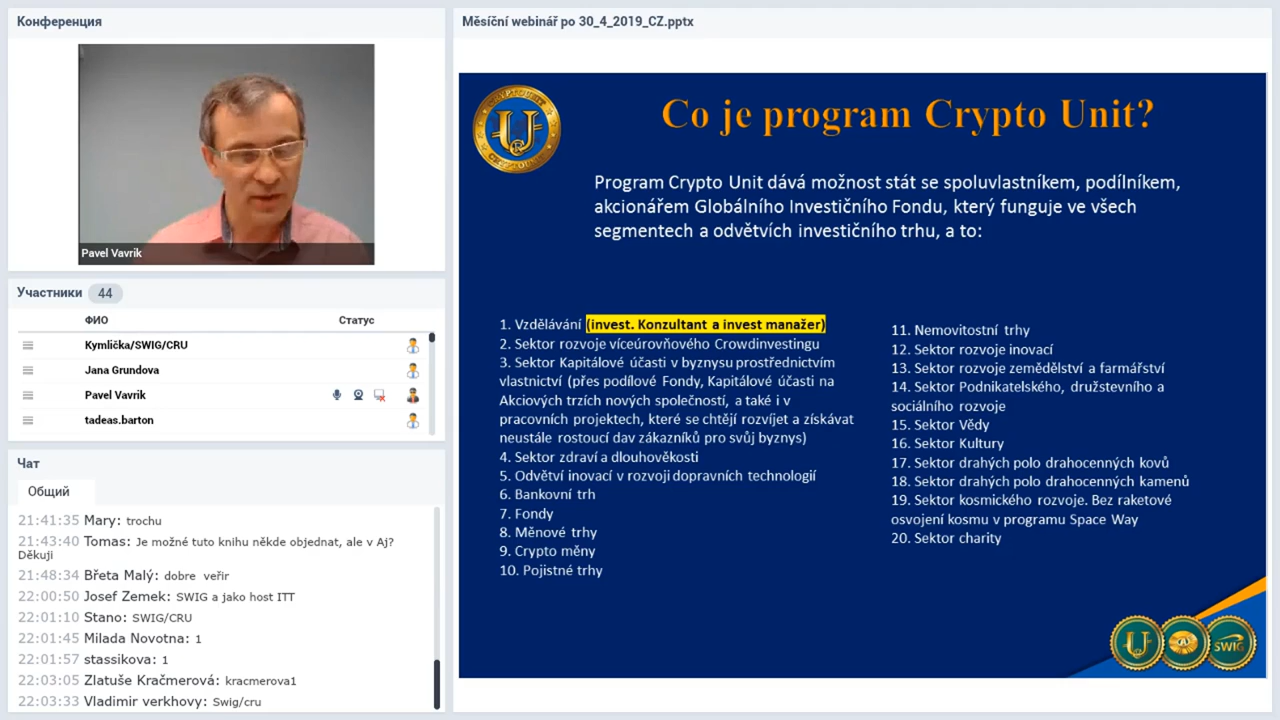 Конференция
Pavel Vavrik
Участники 44
ФИО Статус
Kymlička/SWIG/CRU
Jana Grundova
Pavel Vavrik
tadeas.barton
Чат
Общий
21:41:35 Mary: trochu
21:43:40 Tomas: Je možné tuto knihu někde objednat, ale v Aj?
Děkuji
21:48:34 Břeta Malý: dobre veřir
22:00:50 Josef Zemek: SWIG a jako host ITT
22:01:10 Stano: SWIG/CRU
22:01:45 Milada Novotna: 1
22:01:57 stassikova: 1
22:03:05 Zlatuše Kračmerová: kracmerova1
22:03:33 Vladimir verkhovy: Swig/cru
Měsíční webinář po 30_4_2019_CZ.pptx
Co je program Crypto Unit?
Program Crypto Unit dává možnost stát se spoluvlastníkem, podílníkem,
akcionářem Globálního Investičního Fondu, který funguje ve všech
segmentech a odvětvích investičního trhu, a to:
1. Vzdělávání (invest. Konzultant a invest manažer)
2. Sektor rozvoje víceúrovňového Crowdinvestingu
3. Sektor Kapitálové účasti v byznysu prostřednictvím
vlastnictví (přes podílové Fondy, Kapitálové účasti na
Akciových trzích nových společností, a také i v
pracovních projektech, které se chtějí rozvíjet a získávat
neustále rostoucí dav zákazníků pro svůj byznys)
4. Sektor zdraví a dlouhověkosti
5. Odvětví inovací v rozvoji dopravních technologií
6. Bankovní trh
7. Fondy
8. Měnové trhy
9. Crypto měny
10. Pojistné trhy
11. Nemovitostní trhy
12. Sektor rozvoje inovací
13. Sektor rozvoje zemědělství a farmářství
14. Sektor Podnikatelského, družstevního a
sociálního rozvoje
15. Sektor Vědy
16. Sektor Kultury
17. Sektor drahých polo drahocenných kovů
18. Sektor drahých polo drahocenných kamenů
19. Sektor kosmického rozvoje. Bez raketové
osvojení kosmu v programu Space Way
20. Sektor charity
SWIG